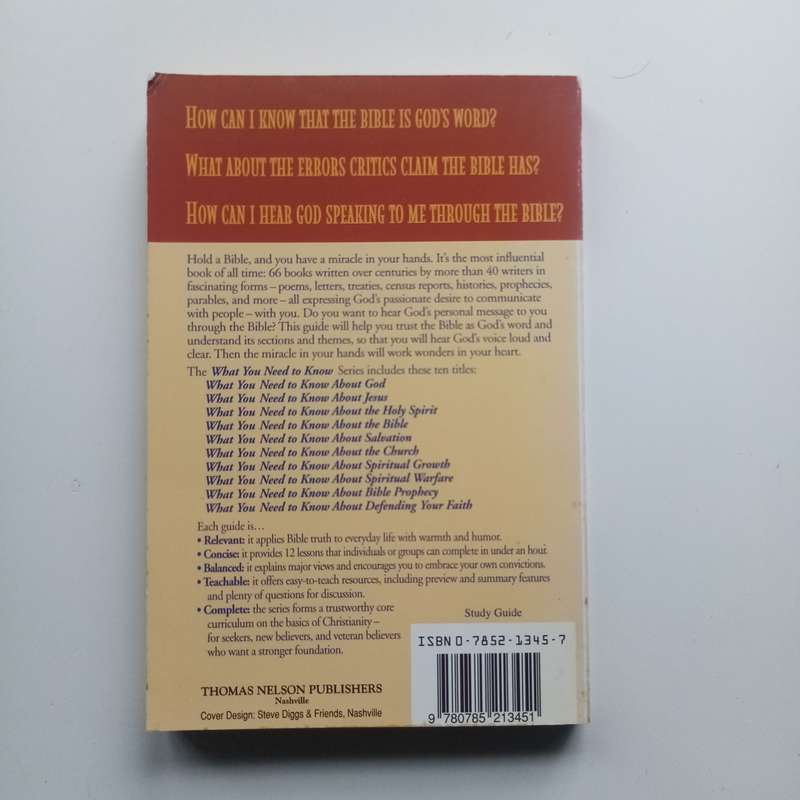 HOW CAN I KNOW THAT THE BIBLE IS GOD'S WORD?
WHAT ABOUT THE ERRORS CRITICS CLAIM THE BIBLE HAS?
HOW CAN I HEAR GOD SPEAKING TO ME THROUGH THE BIBLE?
Hold a Bible, and you have a miracle in your hands. It's the most influential
book of all time: 66 books written over centuries by more than 40 writers in
fascinating forms – poems, letters, treaties, census reports, histories, prophecies,
parables, and more – all expressing God's passionate desire to communicate
with people – with you. Do you want to hear God's personal message to you
through the Bible? This guide will help you trust the Bible as God's word and
understand its sections and themes, so that you will hear God's voice loud and
clear. Then the miracle in your hands will work wonders in your heart.
The What You Need to Know Series includes these ten titles:
What You Need to Know About God
What You Need to Know About Jesus
What You Need to Know About the Holy Spirit
What You Need to Know About the Bible
What You Need to Know About Salvation
What You Need to Know About the Church
What You Need to Know About Spiritual Growth
What You Need to Know About Spiritual Warfare
What You Need to Know About Bible Prophecy
What You Need to Know About Defending Your Faith
Each guide is…
• Relevant: it applies Bible truth to everyday life with warmth and humor.
• Concise: it provides 12 lessons that individuals or groups can complete in under an hour.
• Balanced: it explains major views and encourages you to embrace your own convictions.
• Teachable: it offers easy-to-teach resources, including preview and summary features
and plenty of questions for discussion.
• Complete: the series forms a trustworthy core
curriculum on the basics of Christianity –
for seekers, new believers, and veteran believers
who want a stronger foundation.
Study Guide
ISBN 0-7852-1345-7
9 780785 213451
THOMAS NELSON PUBLISHERS
Nashville
Cover Design: Steve Diggs & Friends, Nashville